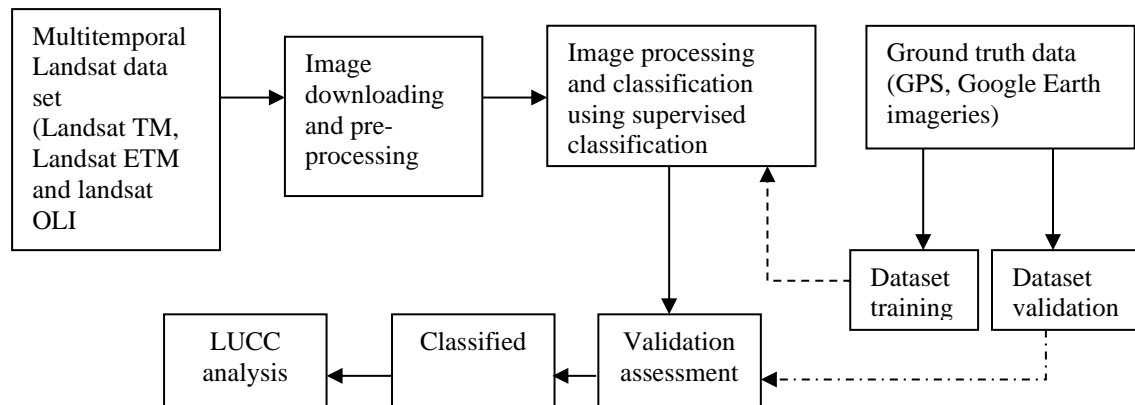 Multitemporal
Landsat data
set
(Landsat TM,
Landsat ETM
and landsat
OLI
Image
downloading
and pre-
processing
Image processing
and classification
using supervised
classification
Ground truth data
(GPS, Google Earth
imageries)
Dataset
training
Dataset
validation
LUCC
analysis
Classified
Validation
assessment